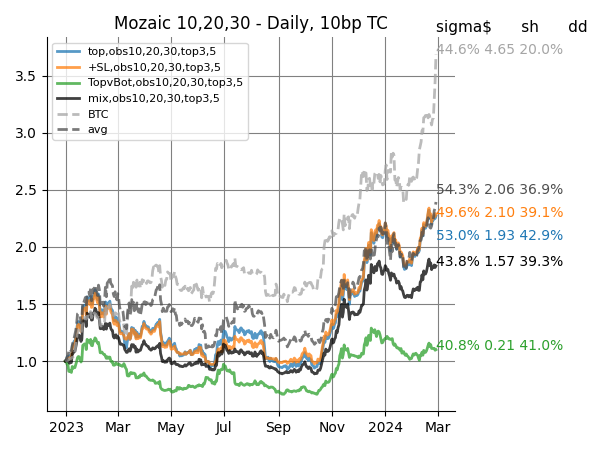 Mozaic 10,20,30 - Daily, 10bp TC
sigma$ sh dd
top,obs10,20,30,top3,5
+SL,obs10,20,30,top3,5
TopvBot,obs10,20,30,top3,5
mix,obs10,20,30,top3,5
BTC
avg
44.6% 4.65 20.0%
54.3% 2.06 36.9%
49.6% 2.10 39.1%
53.0% 1.93 42.9%
43.8% 1.57 39.3%
40.8% 0.21 41.0%
3.5
3.0
2.5
2.0
1.5
1.0
2023 Mar May Jul Sep Nov 2024 Mar